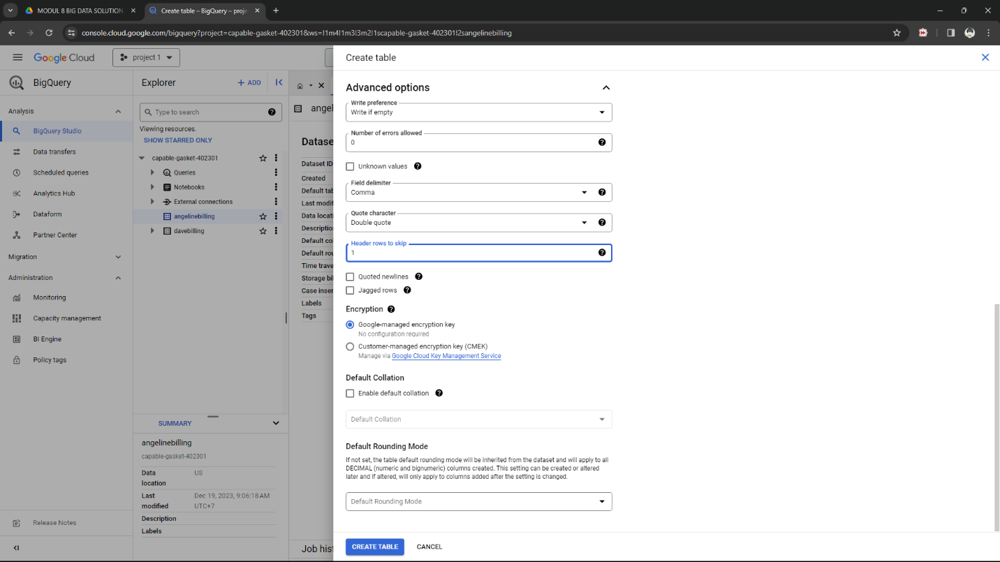 MODUL 8 BIG DATA SOLUTION
Create table – BigQuery – proje
console.cloud.google.com/bigquery?project=capable-gasket-402301&ws=!1m4!1m3!3m2!1scapable-gasket-402301!2sangelinebilling
Google Cloud
project 1
BigQuery
Analysis
BigQuery Studio
Data transfers
Scheduled queries
Analytics Hub
Dataform
Partner Center
Migration
Administration
Monitoring
Capacity management
BI Engine
Policy tags
Release Notes
Explorer
+ ADD
Type to search
Viewing resources.
SHOW STARRED ONLY
capable-gasket-402301
Queries
Notebooks
External connections
angelinebilling
davebilling
SUMMARY
angelinebilling
capable-gasket-402301
Data location US
Last modified Dec 19, 2023, 9:06:18 AM UTC+7
Description
Labels
angel
Datase
Dataset ID
Created
Default tab
Last modif
Data locati
Description
Default col
Default rou
Time trave
Storage bil
Case inser
Labels
Tags
Job hist
Create table
Advanced options
Write preference
Write if empty
Number of errors allowed
0
Unknown values
Field delimiter
Comma
Quote character
Double quote
Header rows to skip
1
Quoted newlines
Jagged rows
Encryption
Google-managed encryption key
No configuration required
Customer-managed encryption key (CMEK)
Manage via Google Cloud Key Management Service
Default Collation
Enable default collation
Default Collation
Default Rounding Mode
If not set, the table default rounding mode will be inherited from the dataset and will apply to all
DECIMAL (numeric and bignumeric) columns created. This setting can be created or altered
later and if altered, will only apply to columns added after the setting is changed.
Default Rounding Mode
CREATE TABLE
CANCEL